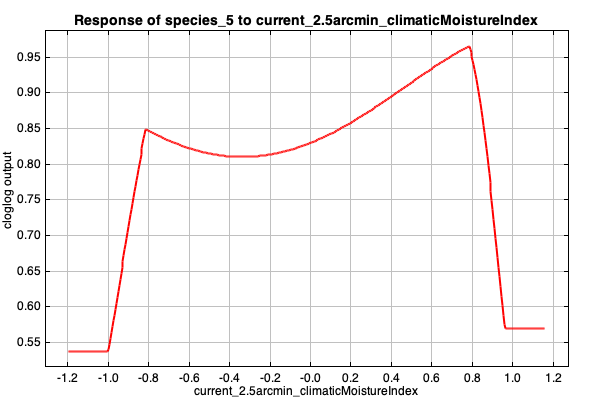 Response of species_5 to current_2.5arcmin_climaticMoistureIndex
cloglog output
0.95
0.90
0.85
0.80
0.75
0.70
0.65
0.60
0.55
-1.2 -1.0 -0.8 -0.6 -0.4 -0.2 -0.0 0.2 0.4 0.6 0.8 1.0 1.2
current_2.5arcmin_climaticMoistureIndex